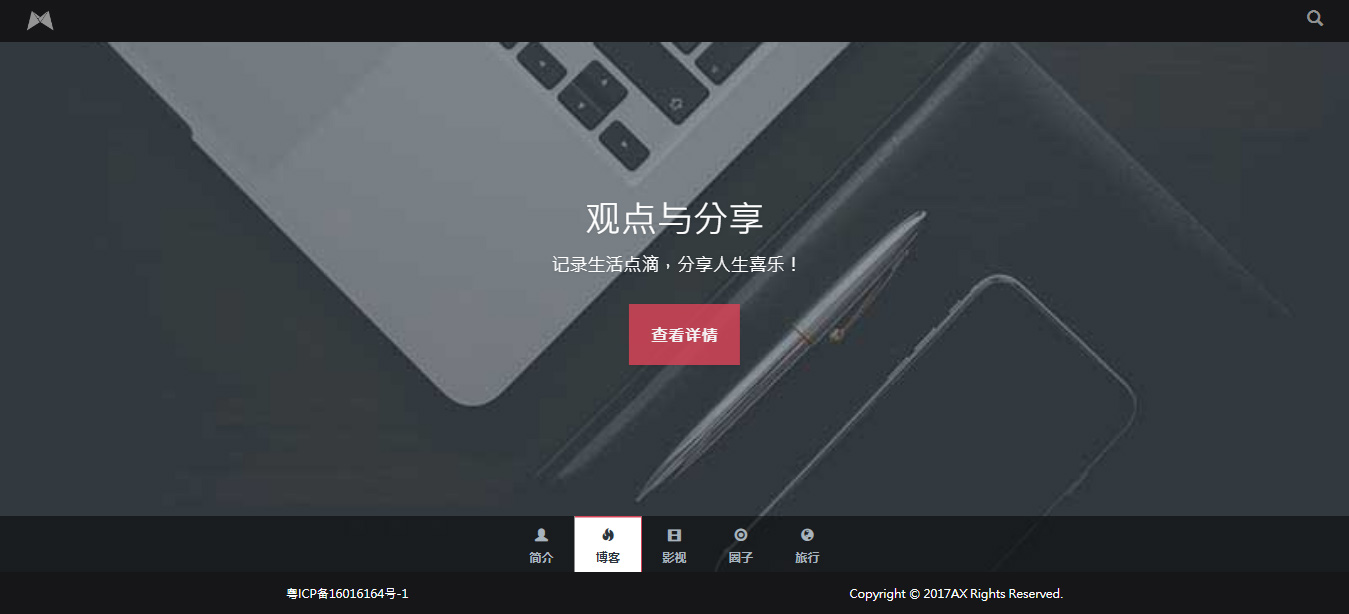 观点与分享
记录生活点滴，分享人生喜乐！
查看详情
简介 博客 影视 圈子 旅行
粤ICP备16016164号-1 Copyright © 2017AX Rights Reserved.